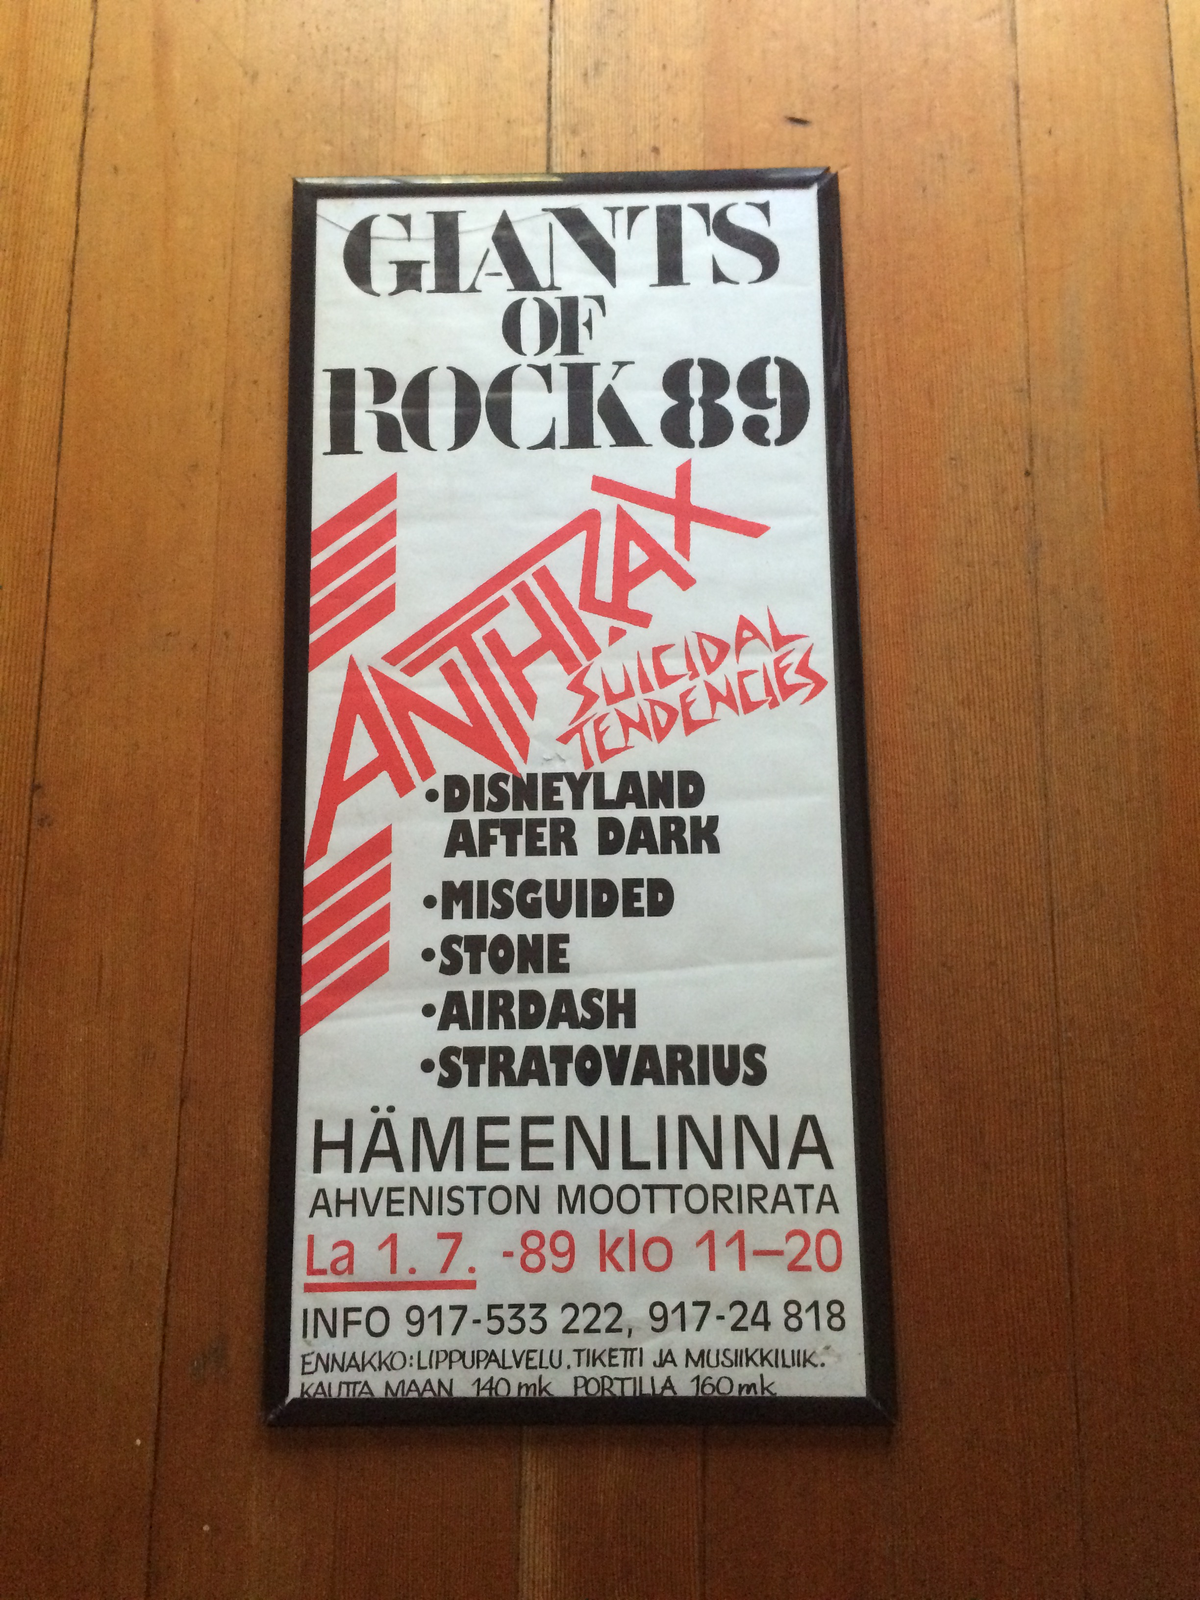 GIANTS
OF
ROCK 89
ANTHRAX
SUICIDAL
TENDENCIES
•DISNEYLAND
AFTER DARK
•MISGUIDED
•STONE
•AIRDASH
•STRATOVARIUS
HÄMEENLINNA
AHVENISTON MOOTTORIRATA
La 1. 7. -89 klo 11–20
INFO 917-533 222, 917-24 818
ENNAKKO: LIPPUPALVELU, TIKETTI JA MUSIIKKILIIK.
KAUTTA MAAN 140 mk PORTILLA 160 mk